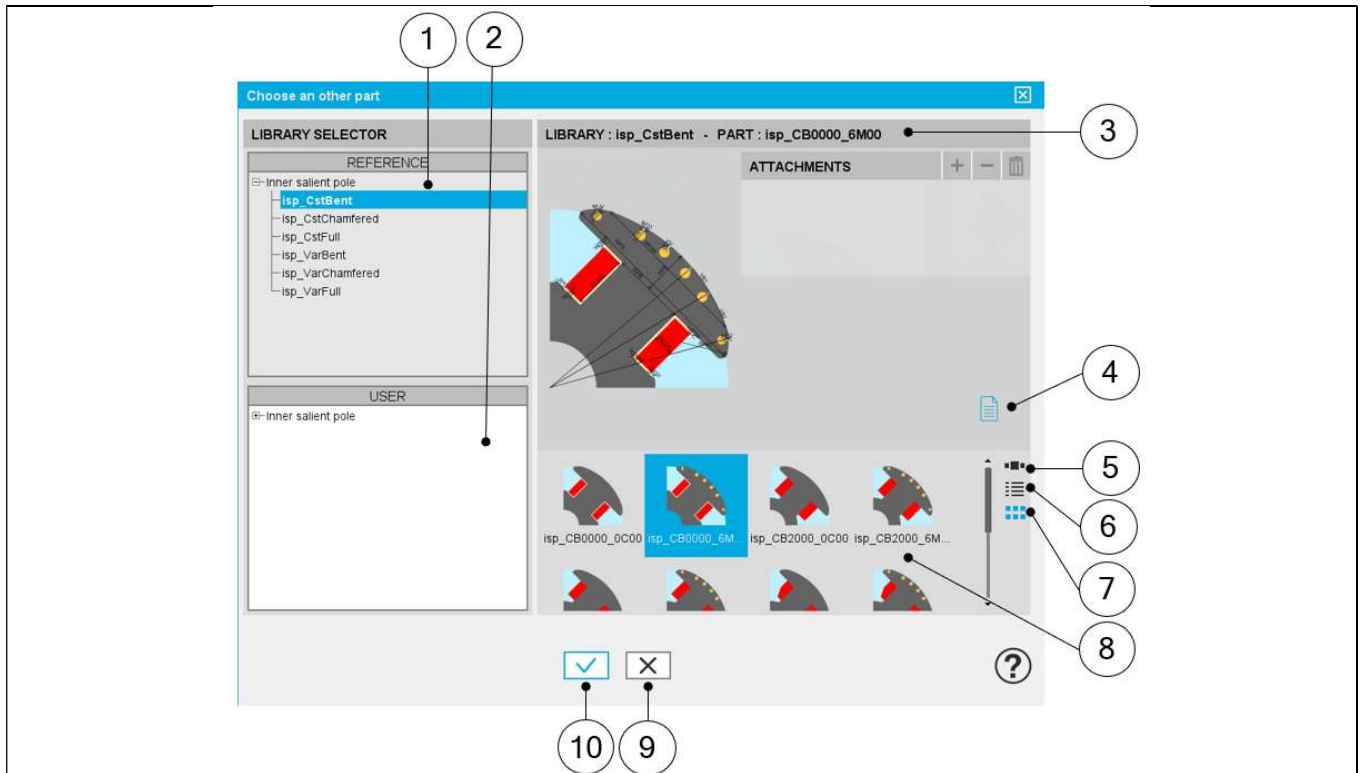 1
2
Choose an other part
LIBRARY SELECTOR
LIBRARY : isp_CstBent - PART : isp_CB0000_6M00
3
REFERENCE
ATTACHMENTS
Inner salient pole
isp_CstBent
isp_CstChamfered
isp_CstFull
isp_VarBent
isp_VarChamfered
isp_VarFull
4
USER
Inner salient pole
5
6
isp_CB0000_0C00 isp_CB0000_6M... isp_CB2000_0C00 isp_CB2000_6M...
7
8
?
10
9